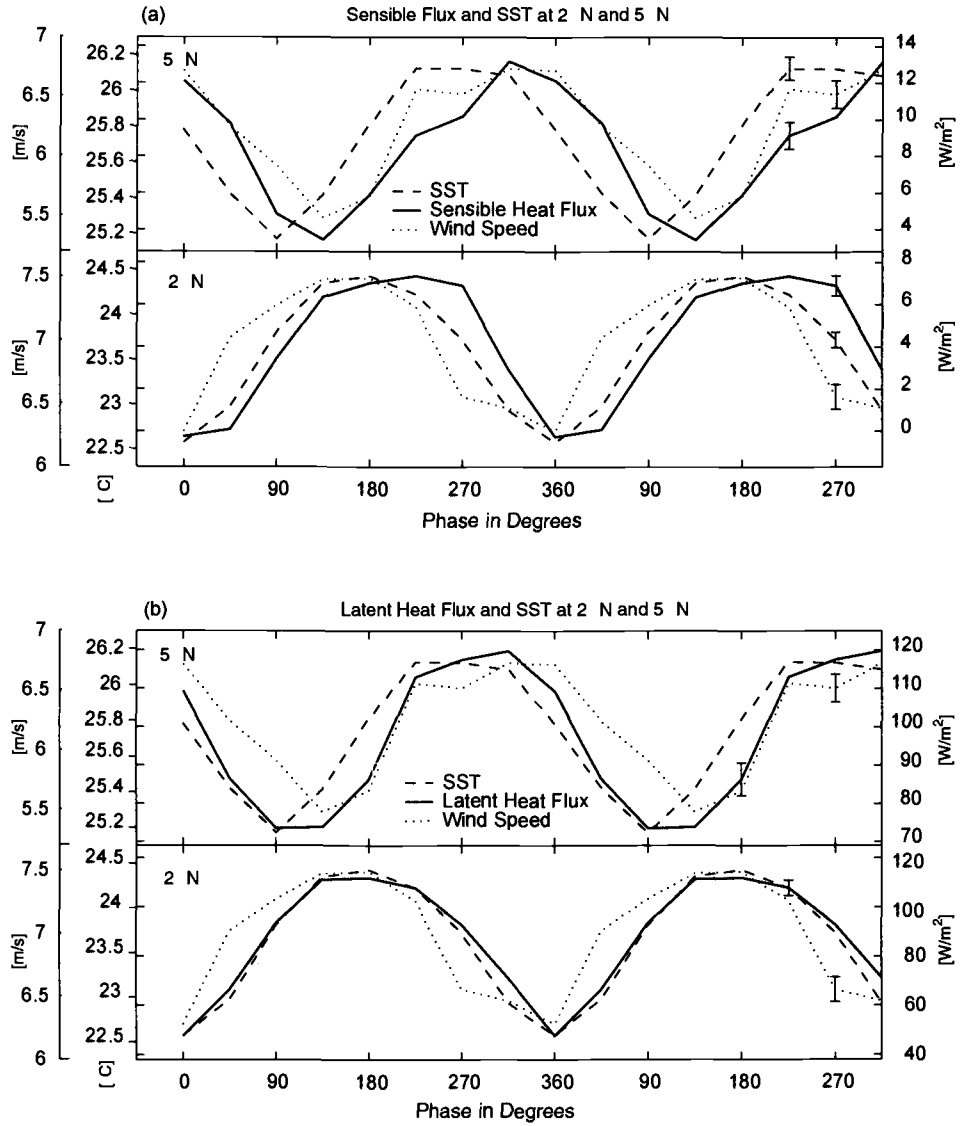 (a) Sensible Flux and SST at 2 N and 5 N
7 26.2 14
5 N
26 12
6.5 10
25.8
[m/s] 6 25.6 8 [W/m²]
25.4 SST 6
5.5 Sensible Heat Flux 4
25.2 Wind Speed
8
7.5 24.5 2 N 8
24 6
[m/s] 7 23.5 4 [W/m²]
23 2
6.5
22.5 0
6
[ C] 0 90 180 270 360 90 180 270
Phase in Degrees
(b) Latent Heat Flux and SST at 2 N and 5 N
7 26.2 120
5 N
6.5 26 110
25.8 100
[m/s] 6 25.6 90 [W/m²]
25.4 SST
5.5 Latent Heat Flux 80
25.2 Wind Speed 70
7.5 24.5 2 N 120
24 100
[m/s] 7 23.5 80 [W/m²]
6.5 23 60
22.5
6 40
[ C] 0 90 180 270 360 90 180 270
Phase in Degrees